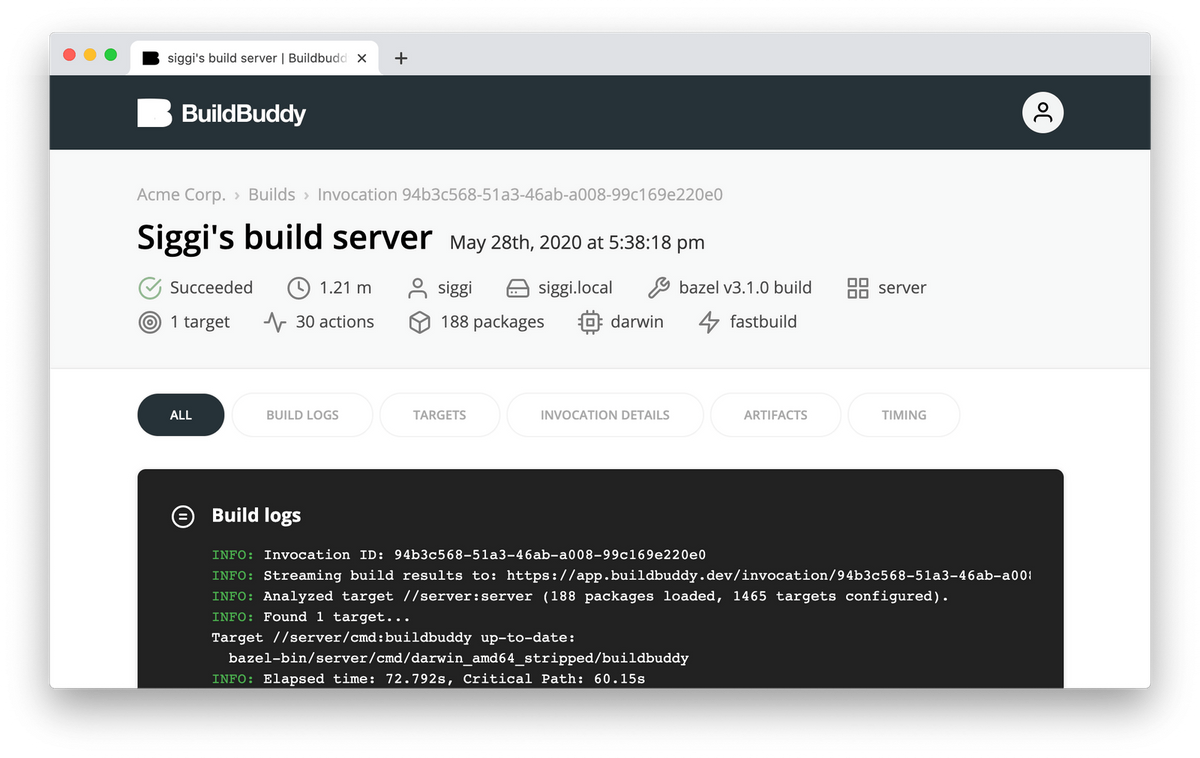 siggi's build server | Buildbudd
BuildBuddy
Acme Corp. › Builds › Invocation 94b3c568-51a3-46ab-a008-99c169e220e0
Siggi's build server May 28th, 2020 at 5:38:18 pm
Succeeded 1.21 m siggi siggi.local bazel v3.1.0 build server
1 target 30 actions 188 packages darwin fastbuild
ALL BUILD LOGS TARGETS INVOCATION DETAILS ARTIFACTS TIMING
Build logs
INFO: Invocation ID: 94b3c568-51a3-46ab-a008-99c169e220e0
INFO: Streaming build results to: https://app.buildbuddy.dev/invocation/94b3c568-51a3-46ab-a008
INFO: Analyzed target //server:server (188 packages loaded, 1465 targets configured).
INFO: Found 1 target...
Target //server/cmd:buildbuddy up-to-date:
bazel-bin/server/cmd/darwin_amd64_stripped/buildbuddy
INFO: Elapsed time: 72.792s, Critical Path: 60.15s